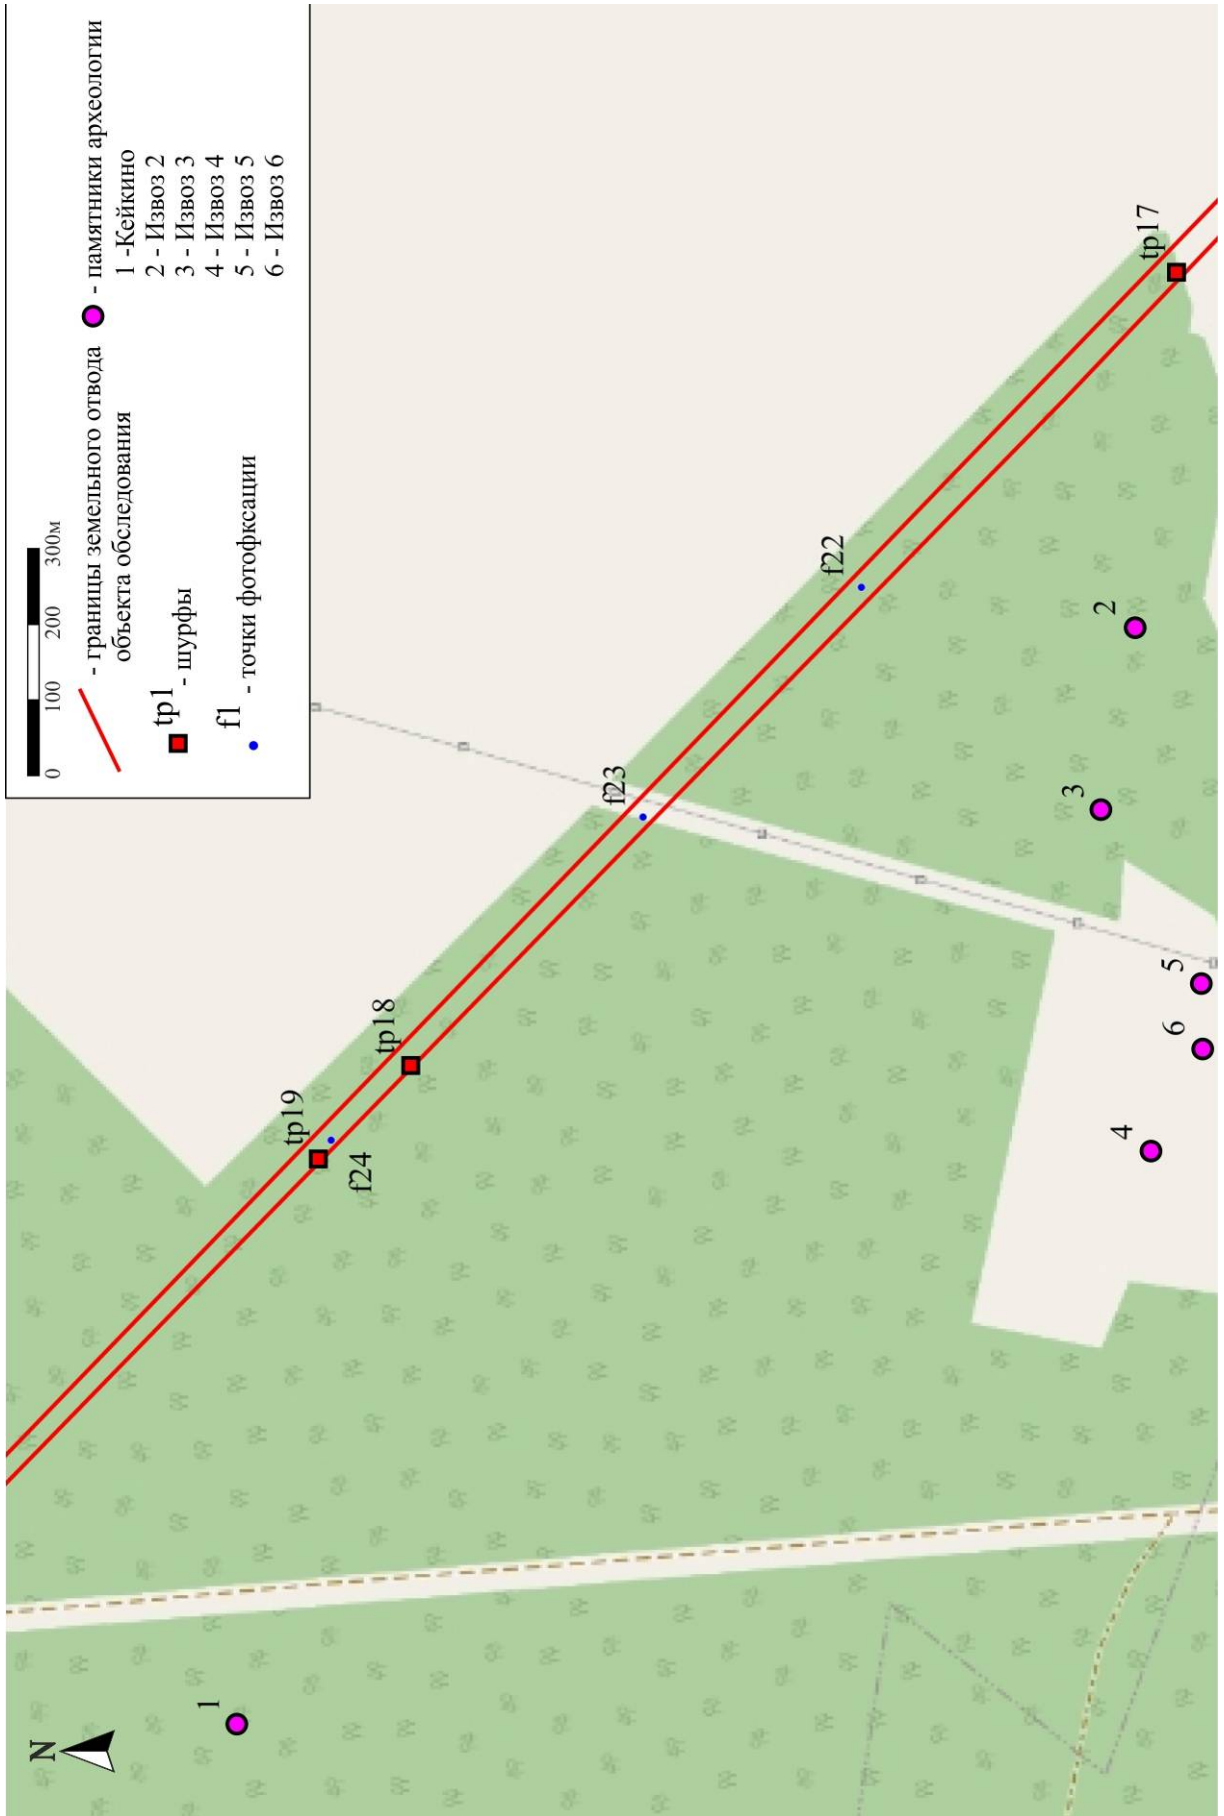 N
0 100 200 300м
- границы земельного отвода
объекта обследования
tp1 - шурфы
f1 - точки фотофксации
- памятники археологии
1 -Кейкино
2 - Извоз 2
3 - Извоз 3
4 - Извоз 4
5 - Извоз 5
6 - Извоз 6
1
tp19
f24
tp18
f23
f22
tp17
4
6
5
3
2